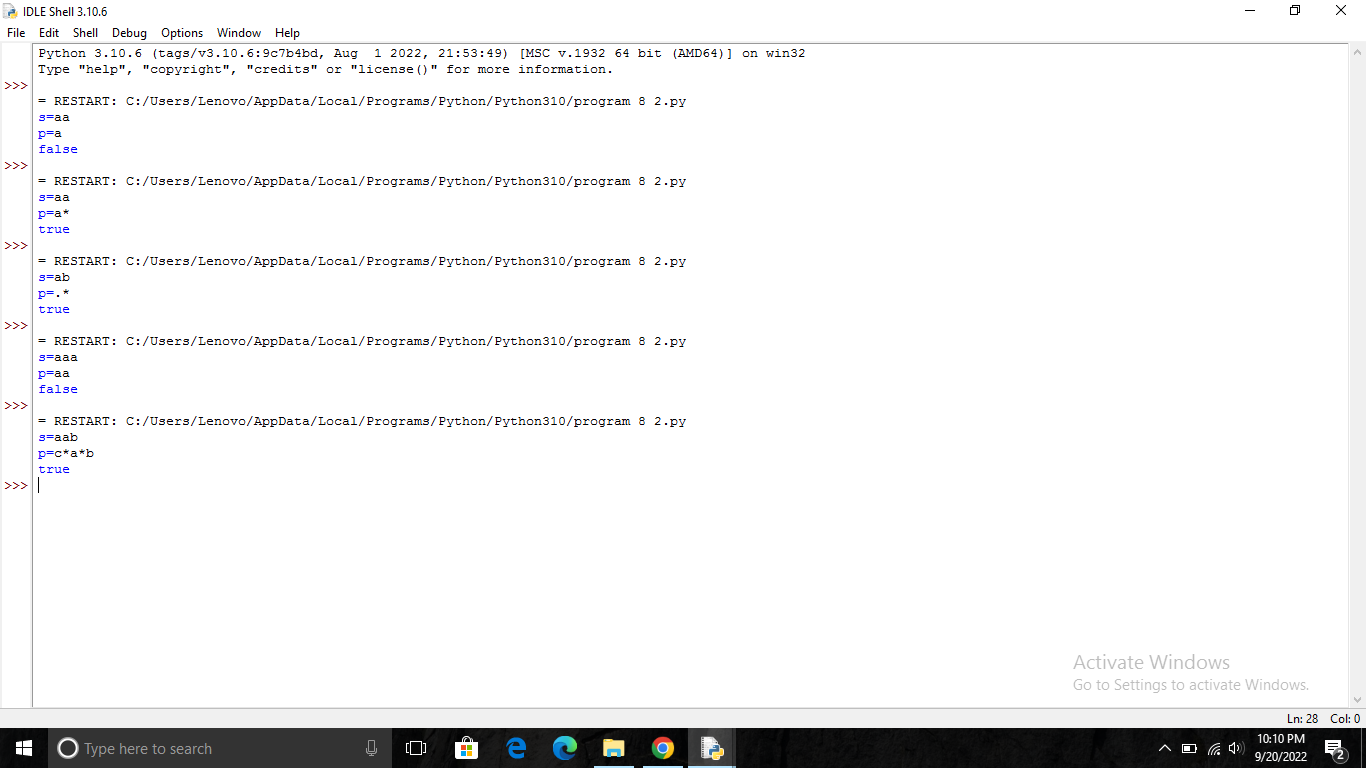 IDLE Shell 3.10.6
File Edit Shell Debug Options Window Help
Python 3.10.6 (tags/v3.10.6:9c7b4bd, Aug  1 2022, 21:53:49) [MSC v.1932 64 bit (AMD64)] on win32
Type "help", "copyright", "credits" or "license()" for more information.
>>>
= RESTART: C:/Users/Lenovo/AppData/Local/Programs/Python/Python310/program 8 2.py
s=aa
p=a
false
>>>
= RESTART: C:/Users/Lenovo/AppData/Local/Programs/Python/Python310/program 8 2.py
s=aa
p=a*
true
>>>
= RESTART: C:/Users/Lenovo/AppData/Local/Programs/Python/Python310/program 8 2.py
s=ab
p=.*
true
>>>
= RESTART: C:/Users/Lenovo/AppData/Local/Programs/Python/Python310/program 8 2.py
s=aaa
p=aa
false
>>>
= RESTART: C:/Users/Lenovo/AppData/Local/Programs/Python/Python310/program 8 2.py
s=aab
p=c*a*b
true
>>>
Activate Windows
Go to Settings to activate Windows.
Ln: 28 Col: 0
Type here to search
10:10 PM
9/20/2022
2